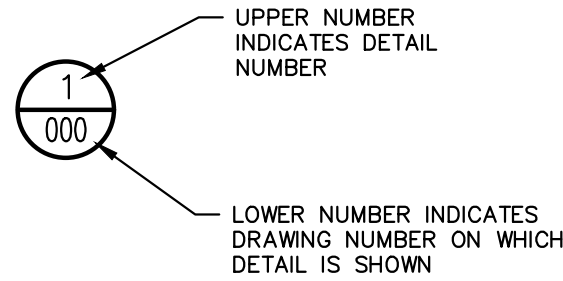 UPPER NUMBER
INDICATES DETAIL
NUMBER
1
000
LOWER NUMBER INDICATES
DRAWING NUMBER ON WHICH
DETAIL IS SHOWN